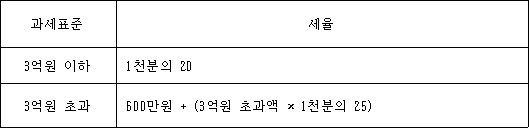 과세표준 세율
3억원 이하 1천분의 20
3억원 초과 600만원 + (3억원 초과액 × 1천분의 25)